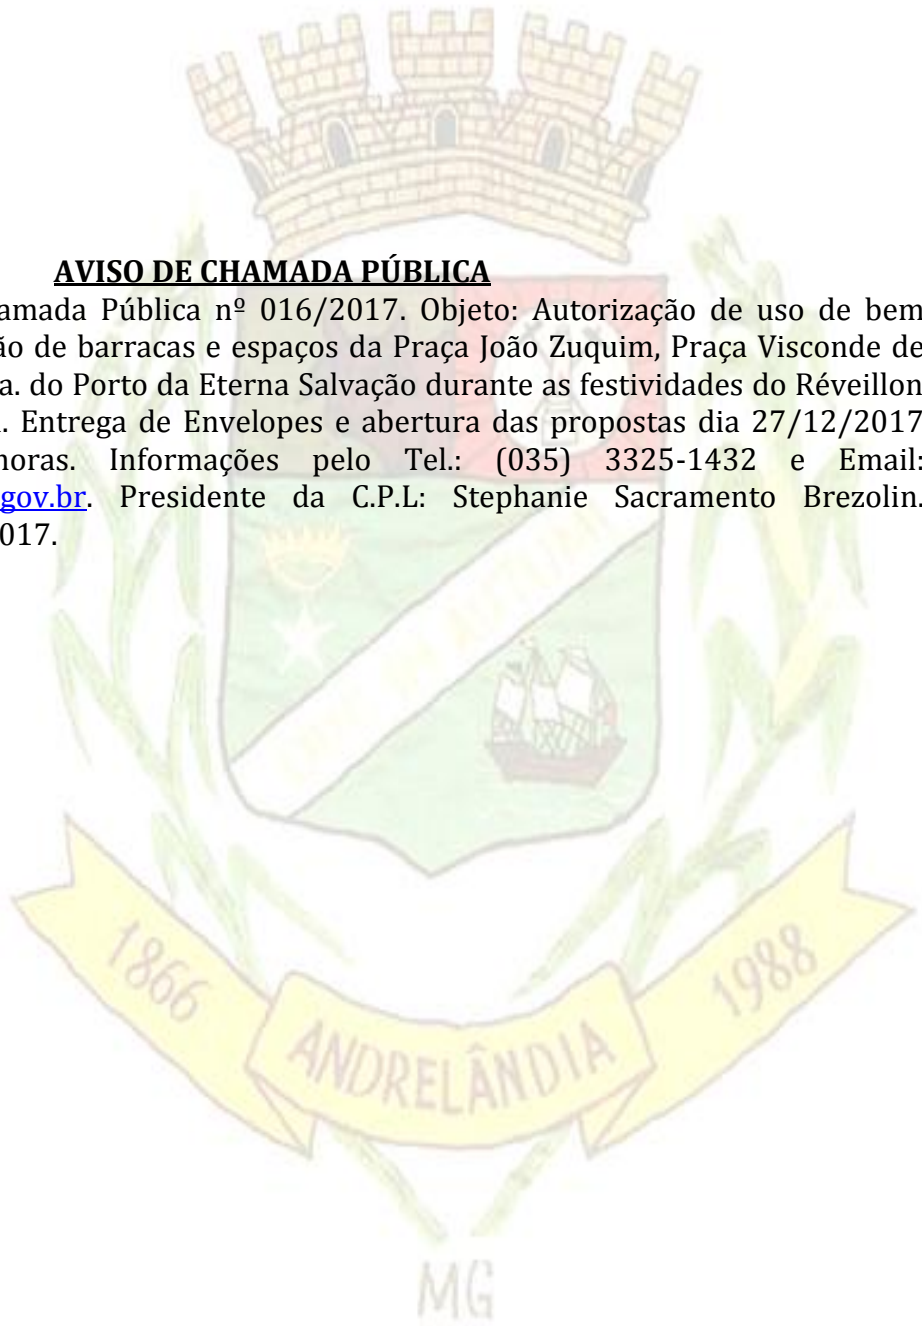 AVISO DE CHAMADA PÚBLICA
amada Pública nº 016/2017. Objeto: Autorização de uso de bem
ão de barracas e espaços da Praça João Zuquim, Praça Visconde de
a. do Porto da Eterna Salvação durante as festividades do Réveillon
. Entrega de Envelopes e abertura das propostas dia 27/12/2017
horas. Informações pelo Tel.: (035) 3325-1432 e Email:
gov.br. Presidente da C.P.L: Stephanie Sacramento Brezolin.
017.
1866
ANDRELÂNDIA
1988
MG